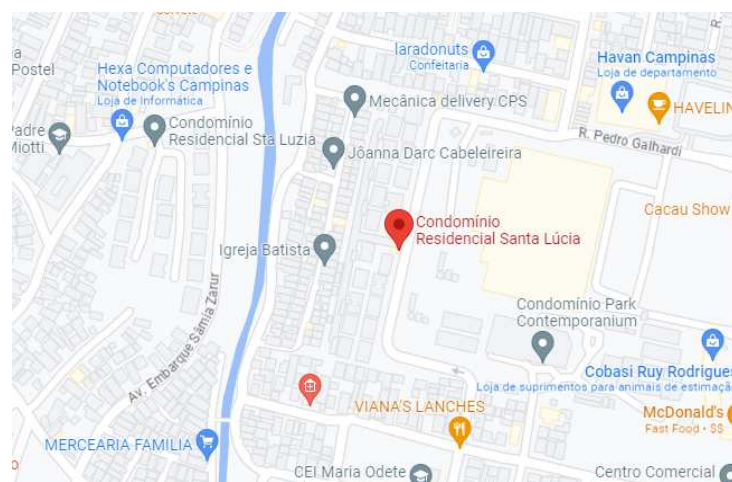 laradonuts
Confeitaria
Havan Campinas
Loja de departamento
Postel
Hexa Computadores e
Notebook's Campinas
Loja de Informática
Mecânica delivery CPS
HAVELIN
Padre
Miotti
Condomínio
Residencial Sta Luzia
R. Pedro Galhardi
Jôanna Darc Cabeleireira
Cacau Show
Condomínio
Residencial Santa Lúcia
Igreja Batista
Condomínio Park
Contemporanium
Av. Embarque Sâmia Zarur
Cobasi Ruy Rodrigues
Loja de suprimentos para animais de estimação
VIANA'S LANCHES
McDonald's
Fast Food • $$
MERCEARIA FAMILIA
CEI Maria Odete
Centro Comercial